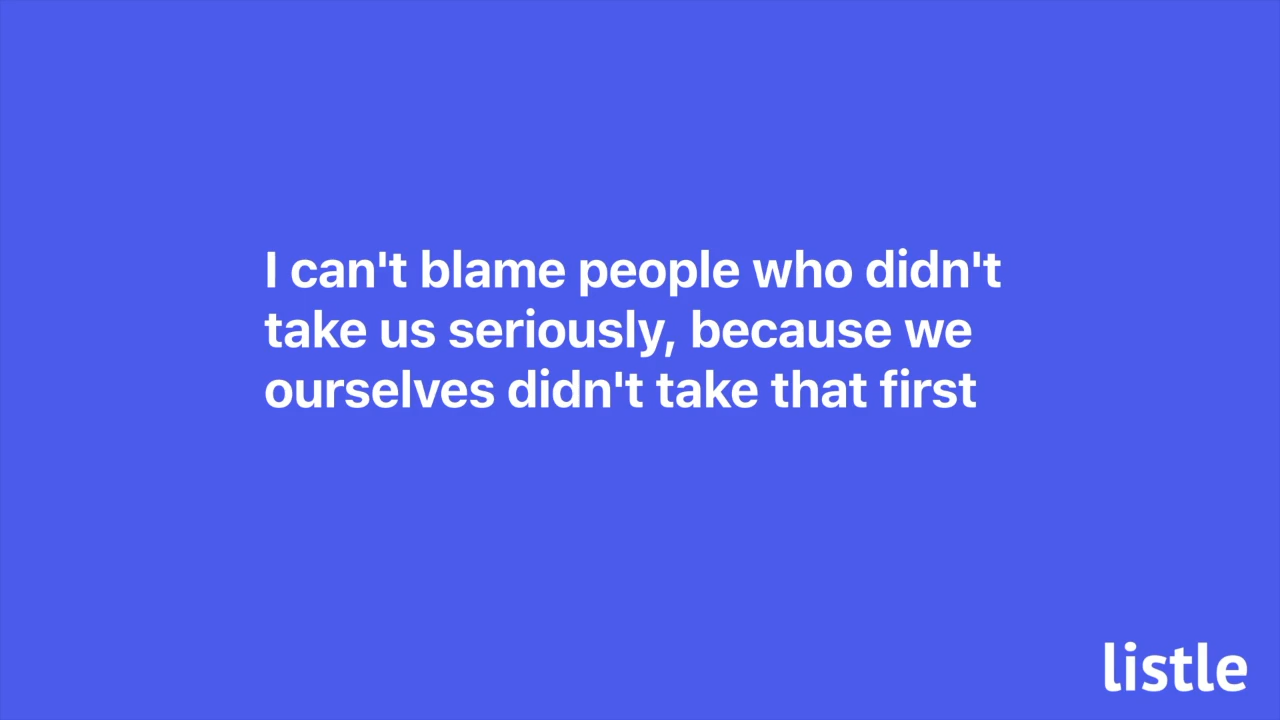 I can't blame people who didn't
take us seriously, because we
ourselves didn't take that first
listle